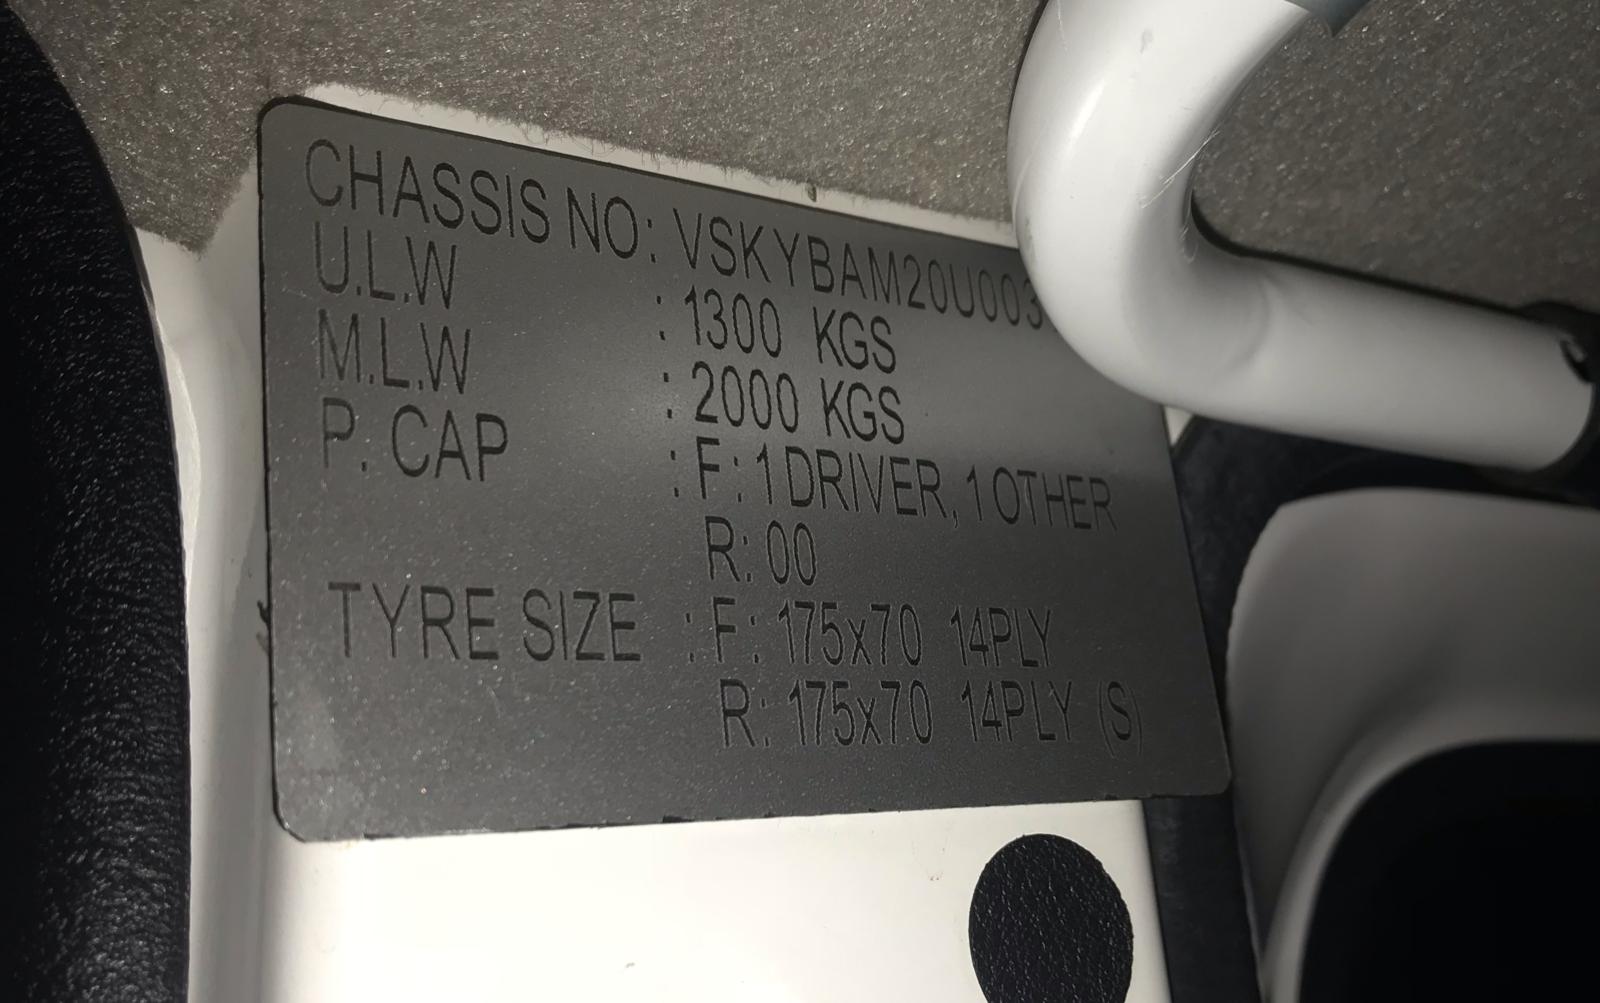 CHASSIS NO: VSKYBAM20U003
U.L.W : 1300 KGS
M.L.W : 2000 KGS
P. CAP : F: 1 DRIVER, 1 OTHER
R: 00
TYRE SIZE : F: 175x70 14PLY
R: 175x70 14PLY (S)